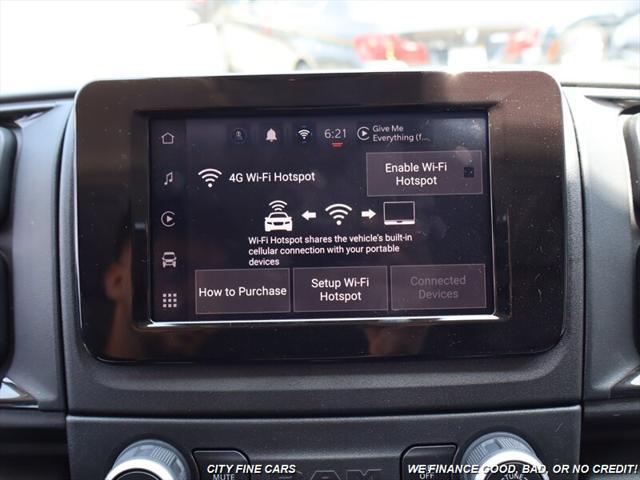 6:21
Give Me
Everything (f...
4G Wi-Fi Hotspot
Enable Wi-Fi
Hotspot
Wi-Fi Hotspot shares the vehicle's built-in
cellular connection with your portable
devices
How to Purchase
Setup Wi-Fi
Hotspot
Connected
Devices
MUTE
RAM
OFF
TUNE
CITY FINE CARS
WE FINANCE GOOD, BAD, OR NO CREDIT!